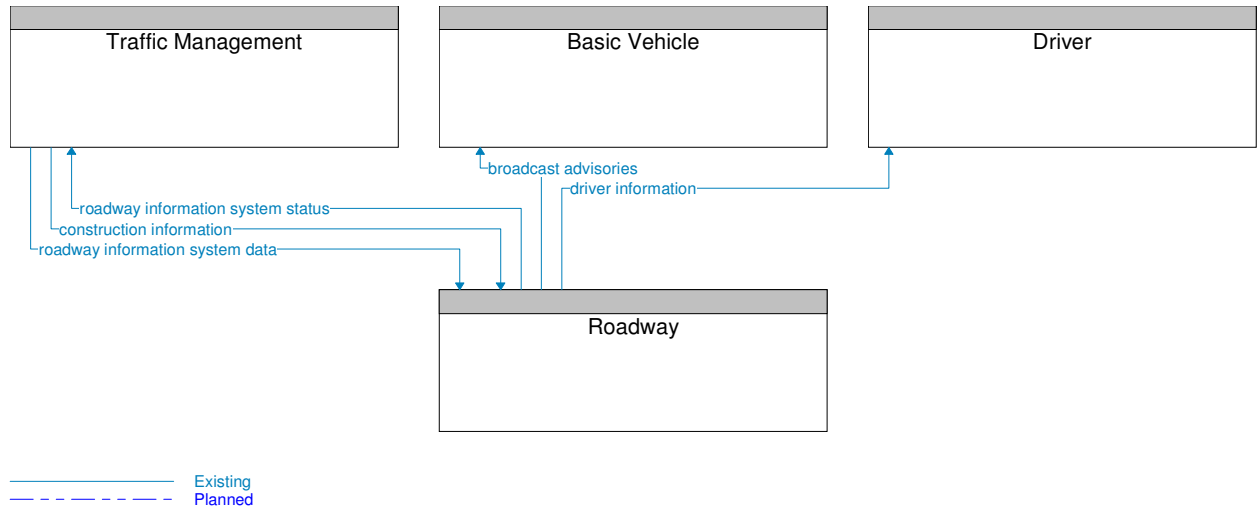 Traffic Management
Basic Vehicle
Driver
broadcast advisories
driver information
roadway information system status
construction information
roadway information system data
Roadway
Existing
Planned